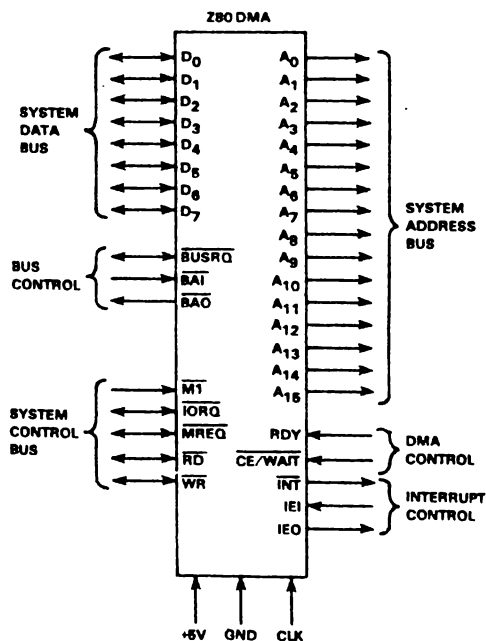 Z80 DMA
SYSTEM
DATA
BUS
D0
D1
D2
D3
D4
D5
D6
D7
BUS
CONTROL
BUSRQ
BAI
BAO
SYSTEM
CONTROL
BUS
M1
IORQ
MREQ
RD
WR
A0
A1
A2
A3
A4
A5
A6
A7
A8
A9
A10
A11
A12
A13
A14
A15
SYSTEM
ADDRESS
BUS
RDY
CE/WAIT
DMA
CONTROL
INT
IEI
IEO
INTERRUPT
CONTROL
+5V GND CLK